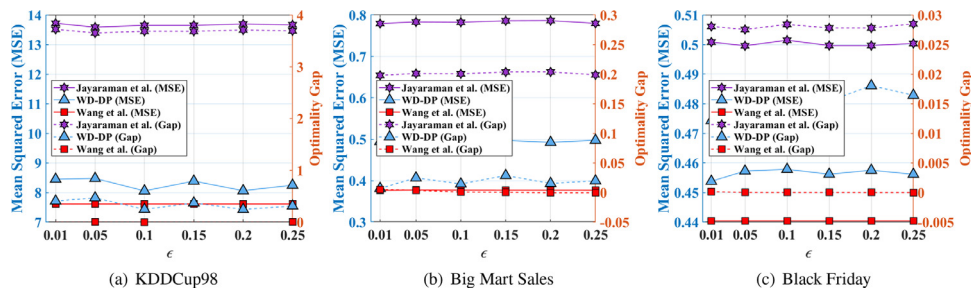 14
13
12
11
10
9
8
7
Mean Squared Error (MSE)
4
3
2
1
0
Optimality Gap
Jayaraman et al. (MSE)
WD-DP (MSE)
Wang et al. (MSE)
Jayaraman et al. (Gap)
WD-DP (Gap)
Wang et al. (Gap)
0.01 0.05 0.1 0.15 0.2 0.25
ϵ
(a) KDDCup98
0.8
0.7
0.6
0.5
0.4
0.3
Mean Squared Error (MSE)
0.3
0.25
0.2
0.15
0.1
0.05
0
-0.05
Optimality Gap
Jayaraman et al. (MSE)
WD-DP (MSE)
Wang et al. (MSE)
Jayaraman et al. (Gap)
WD-DP (Gap)
Wang et al. (Gap)
0.01 0.05 0.1 0.15 0.2 0.25
ϵ
(b) Big Mart Sales
0.51
0.5
0.49
0.48
0.47
0.46
0.45
0.44
Mean Squared Error (MSE)
0.03
0.025
0.02
0.015
0.01
0.005
0
-0.005
Optimality Gap
Jayaraman et al. (MSE)
WD-DP (MSE)
Wang et al. (MSE)
Jayaraman et al. (Gap)
WD-DP (Gap)
Wang et al. (Gap)
0.01 0.05 0.1 0.15 0.2 0.25
ϵ
(c) Black Friday